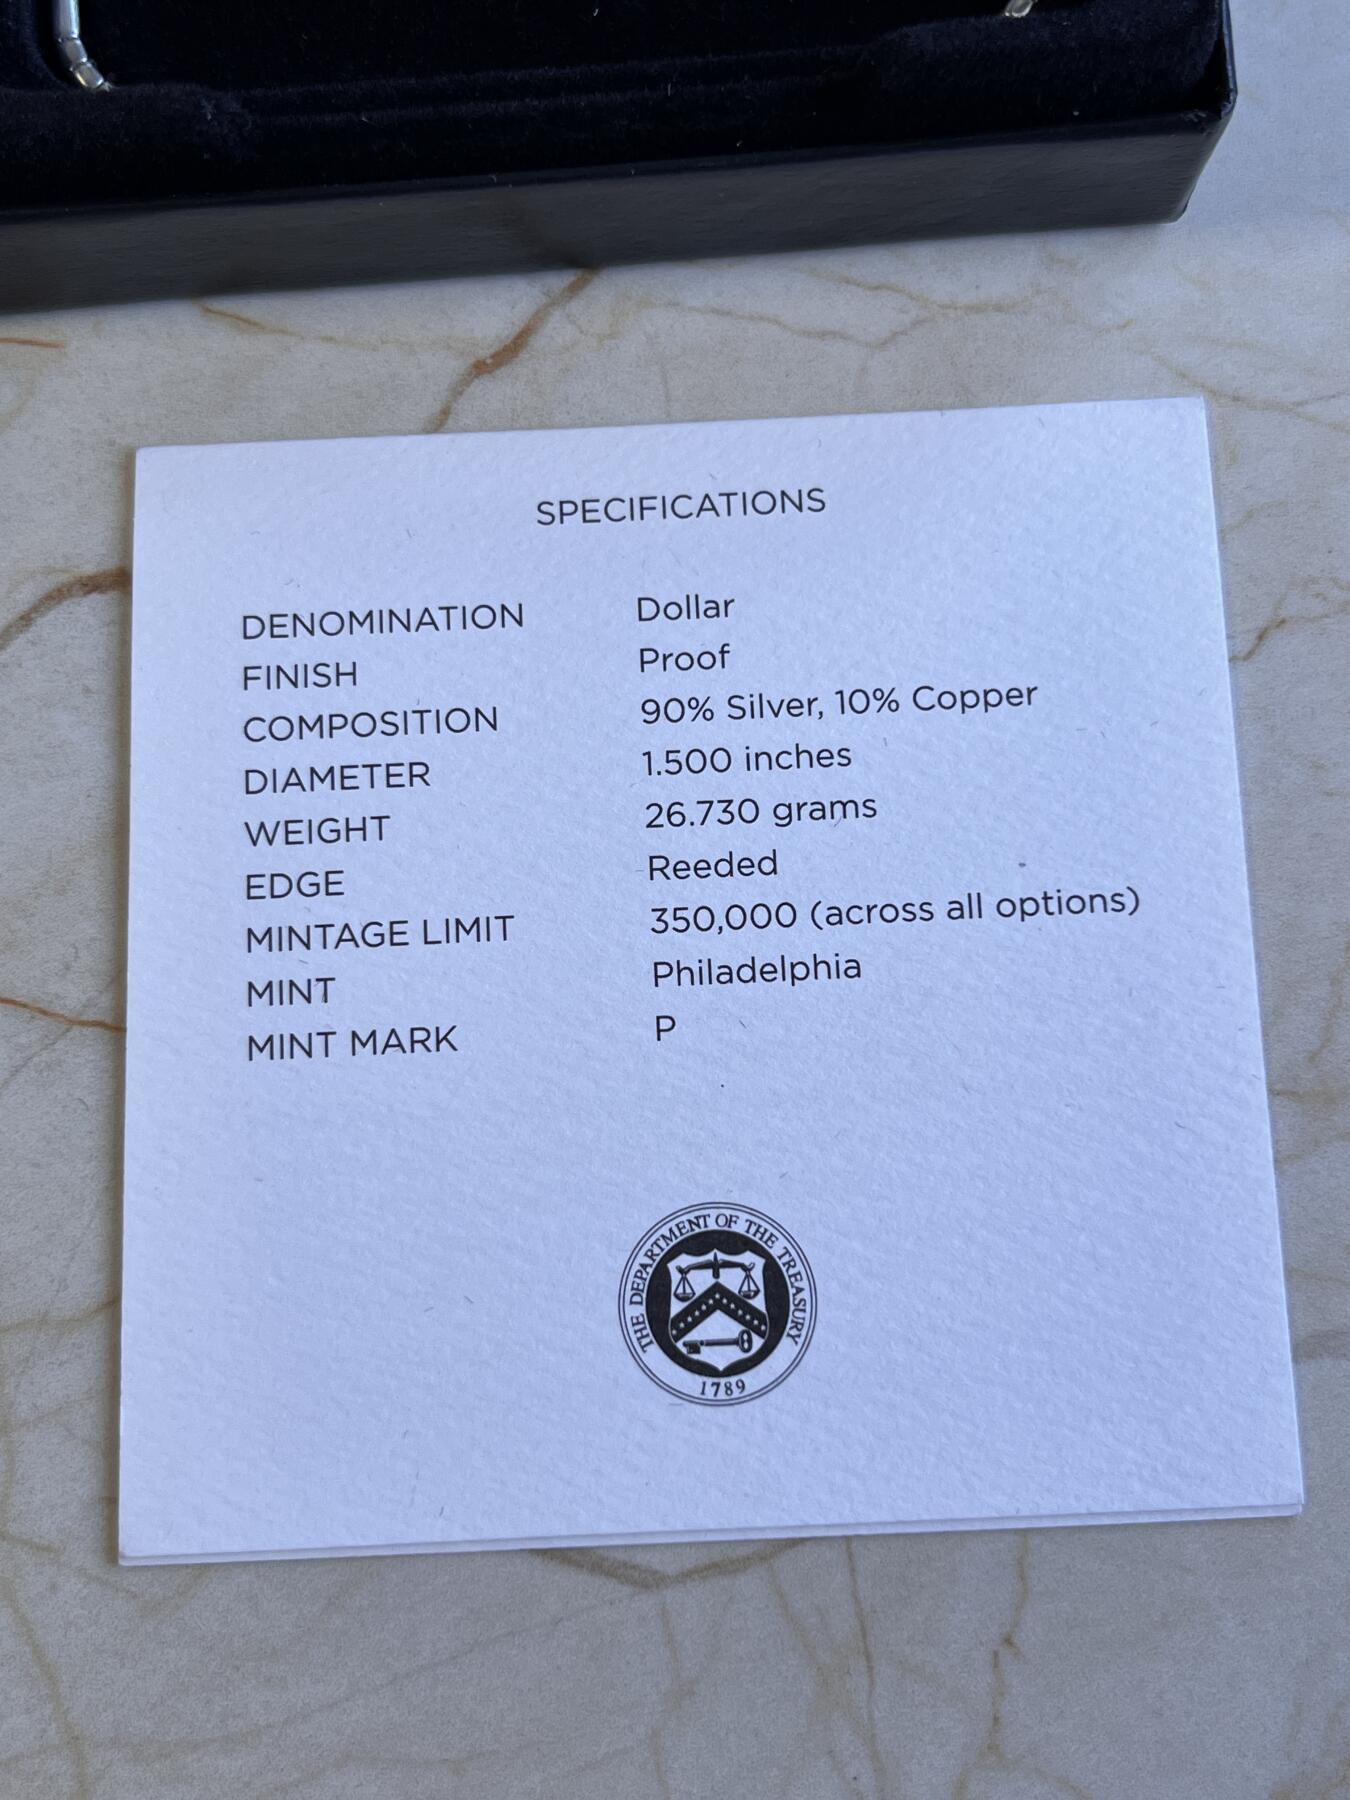 SPECIFICATIONS
DENOMINATION Dollar
FINISH Proof
COMPOSITION 90% Silver, 10% Copper
DIAMETER 1.500 inches
WEIGHT 26.730 grams
EDGE Reeded
MINTAGE LIMIT 350,000 (across all options)
MINT Philadelphia
MINT MARK P
THE DEPARTMENT OF THE TREASURY
1789